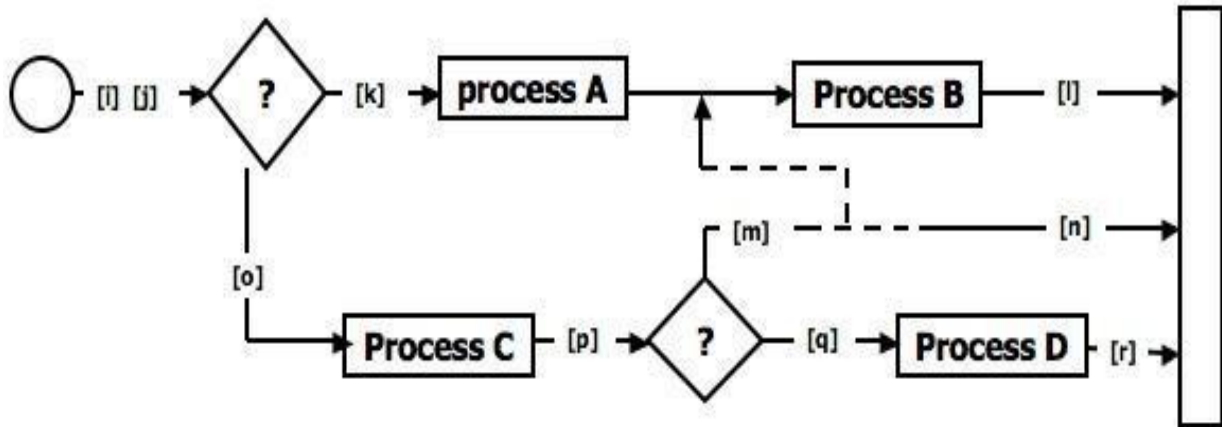 [i] [j]
?
[k]
process A
Process B
[l]
[m]
[n]
[o]
Process C
[p]
?
[q]
Process D
[r]